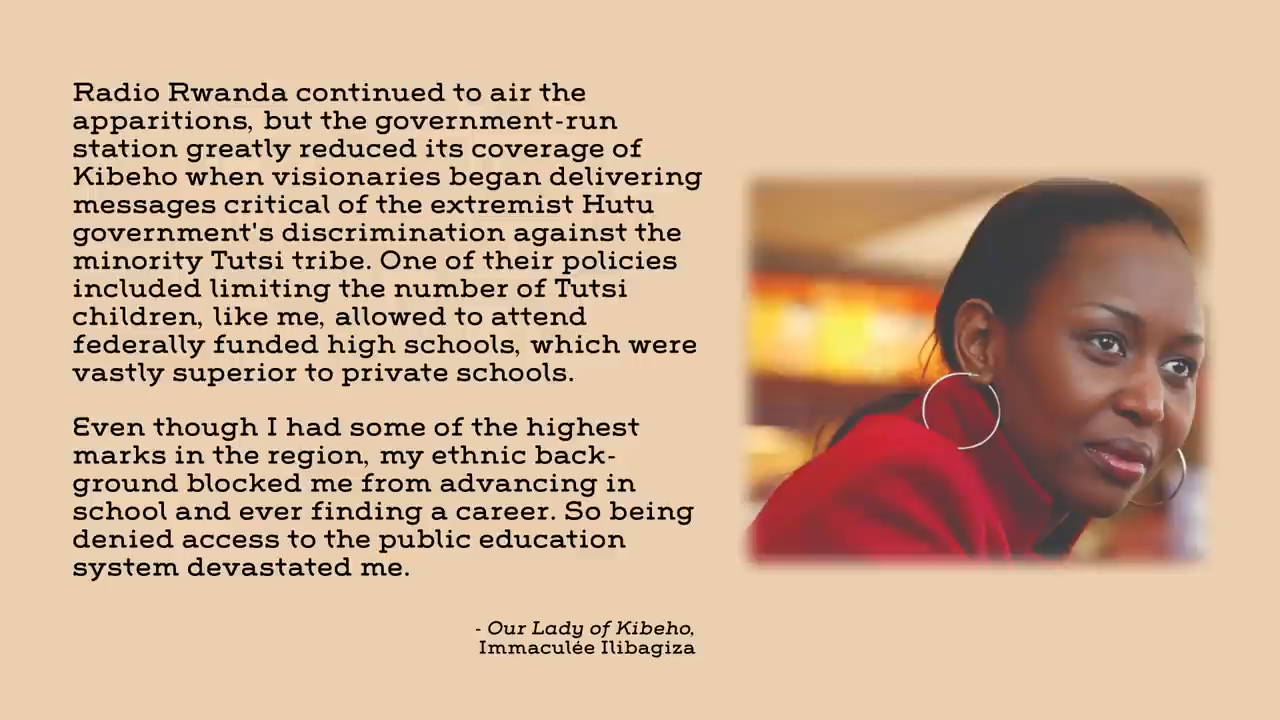 Radio Rwanda continued to air the
apparitions, but the government-run
station greatly reduced its coverage of
Kibeho when visionaries began delivering
messages critical of the extremist Hutu
government's discrimination against the
minority Tutsi tribe. One of their policies
included limiting the number of Tutsi
children, like me, allowed to attend
federally funded high schools, which were
vastly superior to private schools.
Even though I had some of the highest
marks in the region, my ethnic back-
ground blocked me from advancing in
school and ever finding a career. So being
denied access to the public education
system devastated me.
- Our Lady of Kibeho,
Immaculée Ilibagiza